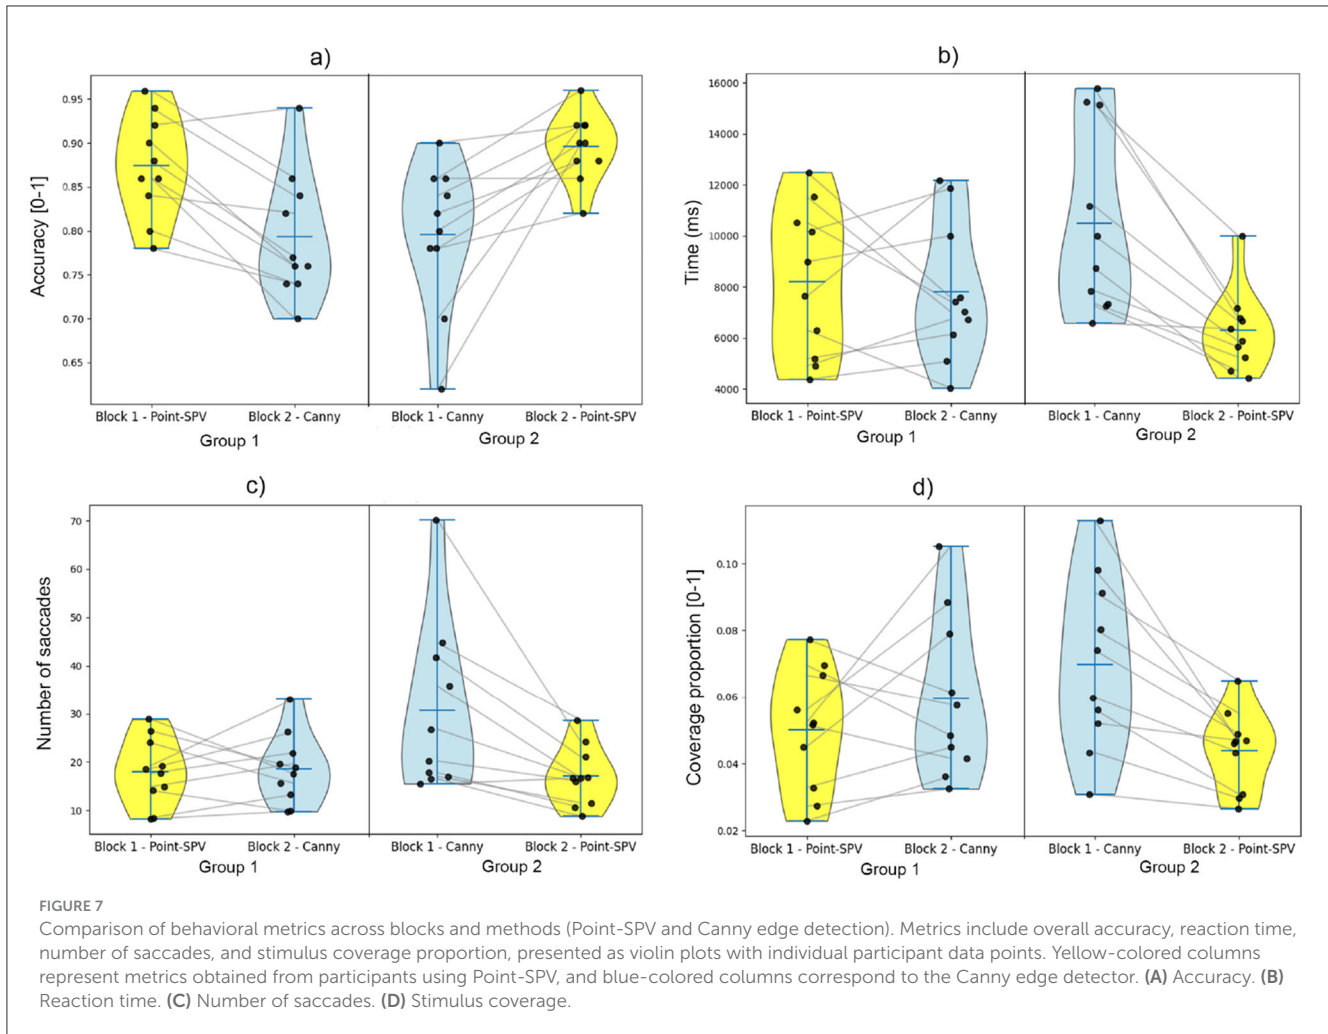 a)
Accuracy [0-1]
0.95
0.90
0.85
0.80
0.75
0.70
0.65
Block 1 - Point-SPV
Block 2 - Canny
Block 1 - Canny
Block 2 - Point-SPV
Group 1
Group 2
b)
Time (ms)
16000
14000
12000
10000
8000
6000
4000
Block 1 - Point-SPV
Block 2 - Canny
Block 1 - Canny
Block 2 - Point-SPV
Group 1
Group 2
c)
Number of saccades
70
60
50
40
30
20
10
Block 1 - Point-SPV
Block 2 - Canny
Block 1 - Canny
Block 2 - Point-SPV
Group 1
Group 2
d)
Coverage proportion [0-1]
0.10
0.08
0.06
0.04
0.02
Block 1 - Point-SPV
Block 2 - Canny
Block 1 - Canny
Block 2 - Point-SPV
Group 1
Group 2
FIGURE 7
Comparison of behavioral metrics across blocks and methods (Point-SPV and Canny edge detection). Metrics include overall accuracy, reaction time,
number of saccades, and stimulus coverage proportion, presented as violin plots with individual participant data points. Yellow-colored columns
represent metrics obtained from participants using Point-SPV, and blue-colored columns correspond to the Canny edge detector. (A) Accuracy. (B)
Reaction time. (C) Number of saccades. (D) Stimulus coverage.